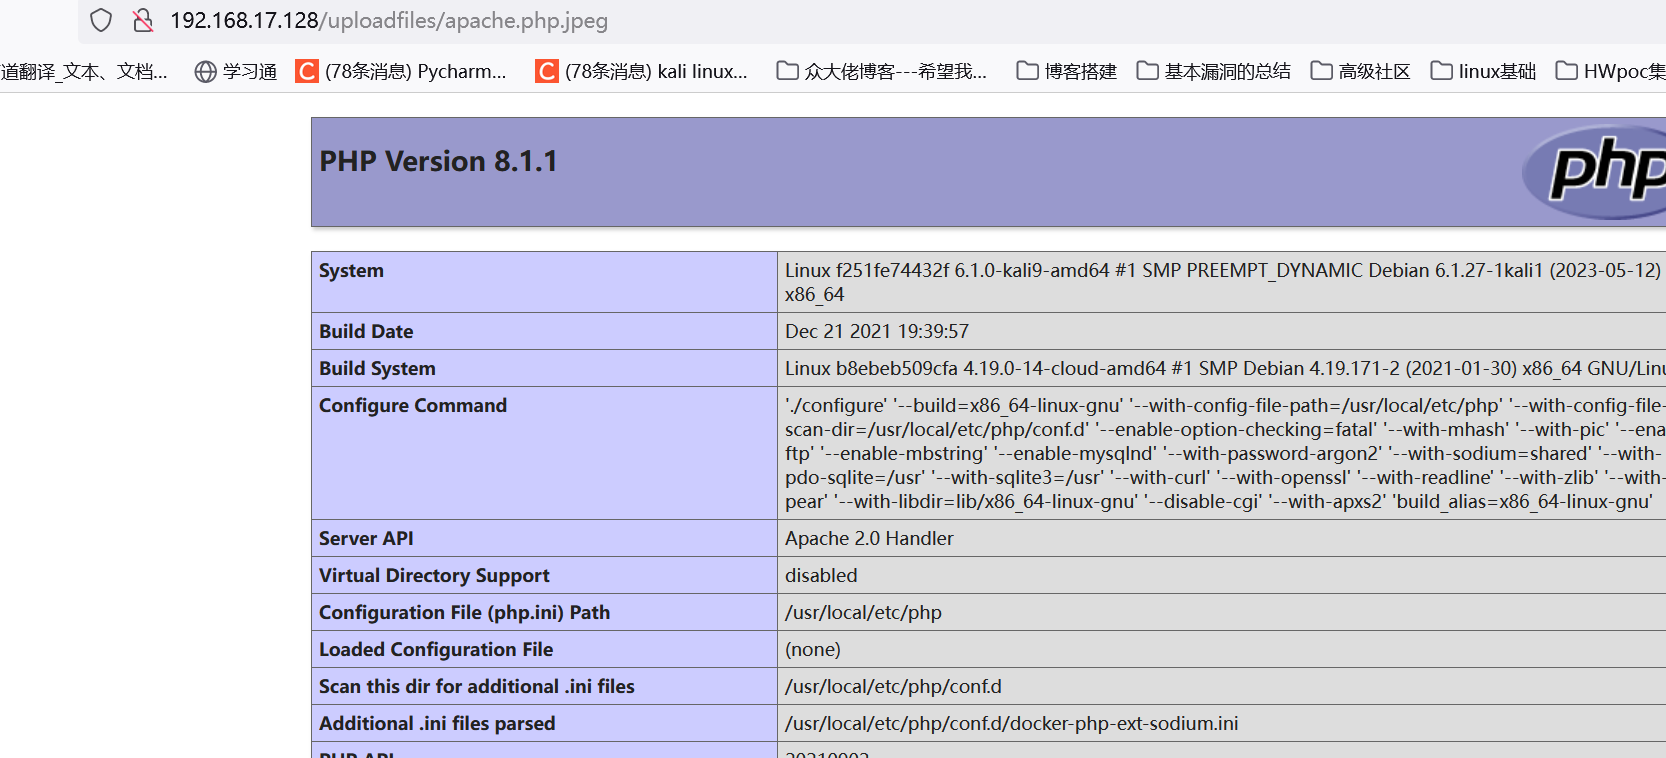 192.168.17.128/uploadfiles/apache.php.jpeg
道翻译_文本、文档... 学习通 (78条消息) Pycharm... (78条消息) kali linux... 众大佬博客---希望我... 博客搭建 基本漏洞的总结 高级社区 linux基础 HWpoc集
PHP Version 8.1.1
php
System Linux f251fe74432f 6.1.0-kali9-amd64 #1 SMP PREEMPT_DYNAMIC Debian 6.1.27-1kali1 (2023-05-12)
x86_64
Build Date Dec 21 2021 19:39:57
Build System Linux b8ebeb509cfa 4.19.0-14-cloud-amd64 #1 SMP Debian 4.19.171-2 (2021-01-30) x86_64 GNU/Linu
Configure Command './configure' '--build=x86_64-linux-gnu' '--with-config-file-path=/usr/local/etc/php' '--with-config-file-
scan-dir=/usr/local/etc/php/conf.d' '--enable-option-checking=fatal' '--with-mhash' '--with-pic' '--ena
ftp' '--enable-mbstring' '--enable-mysqlnd' '--with-password-argon2' '--with-sodium=shared' '--with-
pdo-sqlite=/usr' '--with-sqlite3=/usr' '--with-curl' '--with-openssl' '--with-readline' '--with-zlib' '--with-
pear' '--with-libdir=lib/x86_64-linux-gnu' '--disable-cgi' '--with-apxs2' 'build_alias=x86_64-linux-gnu'
Server API Apache 2.0 Handler
Virtual Directory Support disabled
Configuration File (php.ini) Path /usr/local/etc/php
Loaded Configuration File (none)
Scan this dir for additional .ini files /usr/local/etc/php/conf.d
Additional .ini files parsed /usr/local/etc/php/conf.d/docker-php-ext-sodium.ini
PHP API 20210902